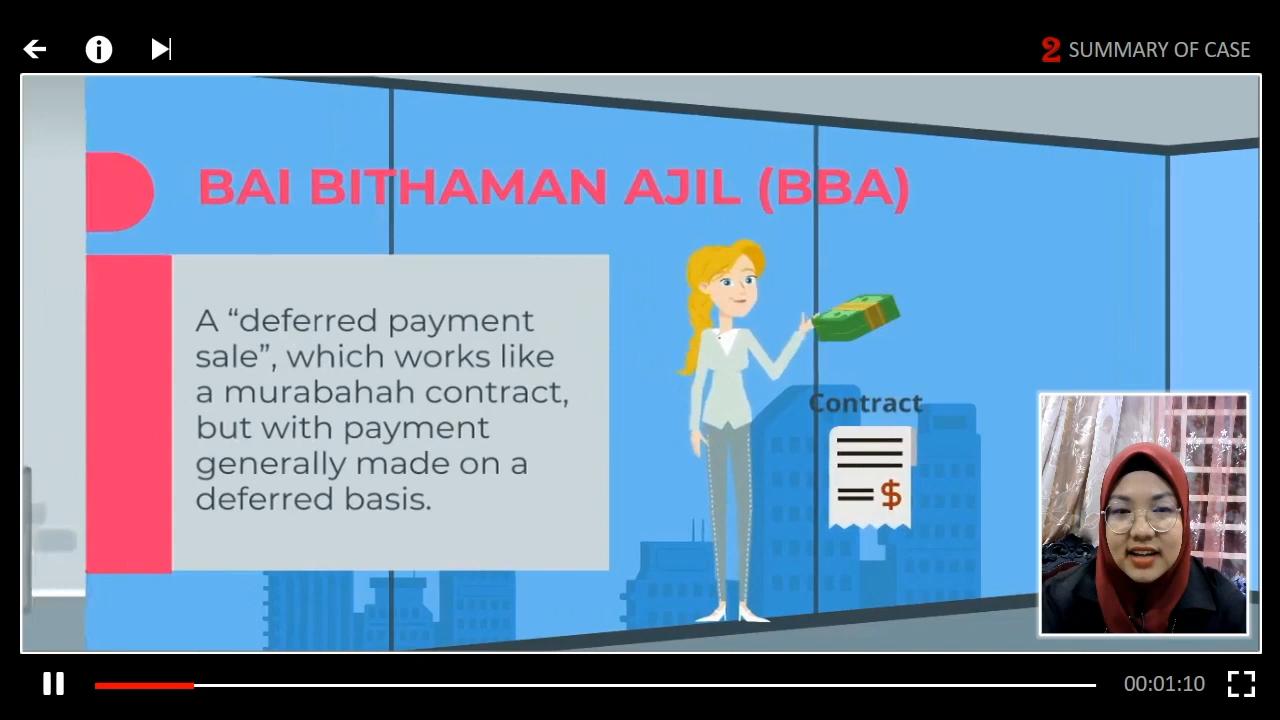 2 SUMMARY OF CASE
BAI BITHAMAN AJIL (BBA)
A “deferred payment
sale”, which works like
a murabahah contract,
but with payment
generally made on a
deferred basis.
Contract
$
00:01:10